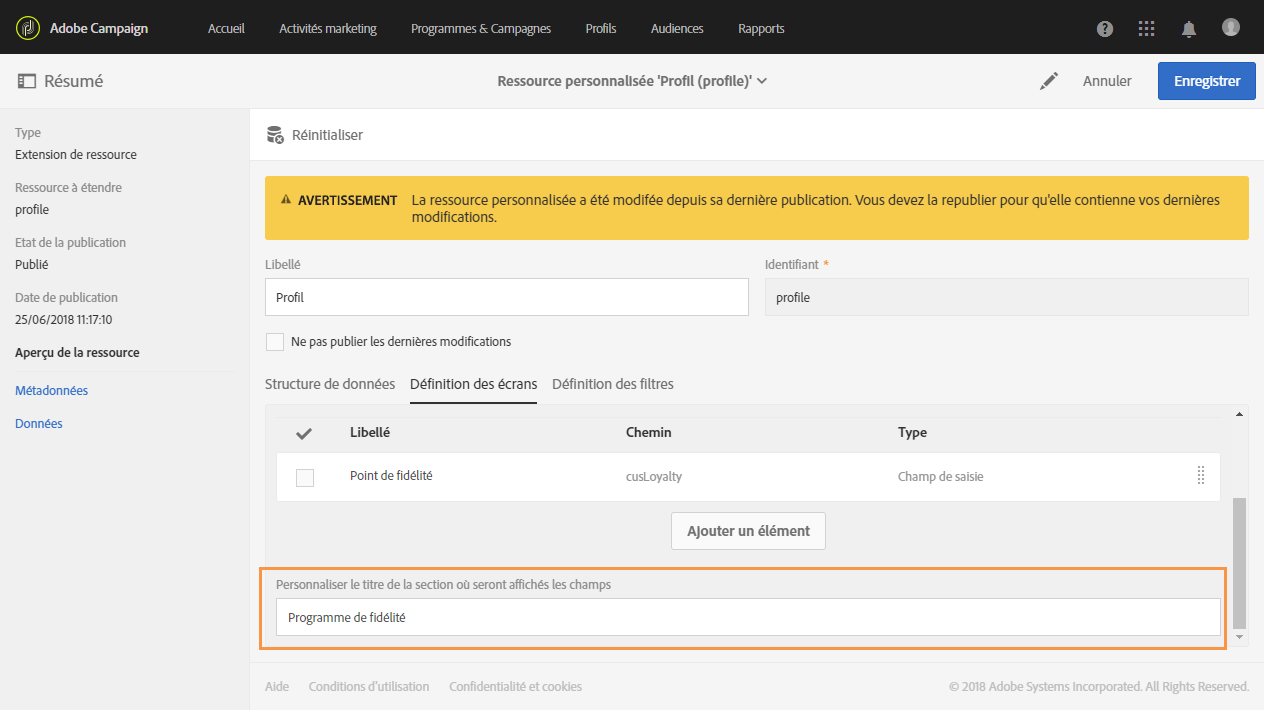 Adobe Campaign Accueil Activités marketing Programmes & Campagnes Profils Audiences Rapports
Résumé Ressource personnalisée 'Profil (profile)' Annuler Enregistrer
Type
Extension de ressource
Ressource à étendre
profile
Etat de la publication
Publié
Date de publication
25/06/2018 11:17:10
Aperçu de la ressource
Métadonnées
Données
Réinitialiser
AVERTISSEMENT La ressource personnalisée a été modifée depuis sa dernière publication. Vous devez la republier pour qu'elle contienne vos dernières
modifications.
Libellé Identifiant *
Profil profile
Ne pas publier les dernières modifications
Structure de données Définition des écrans Définition des filtres
Libellé Chemin Type
Point de fidélité cusLoyalty Champ de saisie
Ajouter un élément
Personnaliser le titre de la section où seront affichés les champs
Programme de fidélité
Aide Conditions d'utilisation Confidentialité et cookies © 2018 Adobe Systems Incorporated. All Rights Reserved.